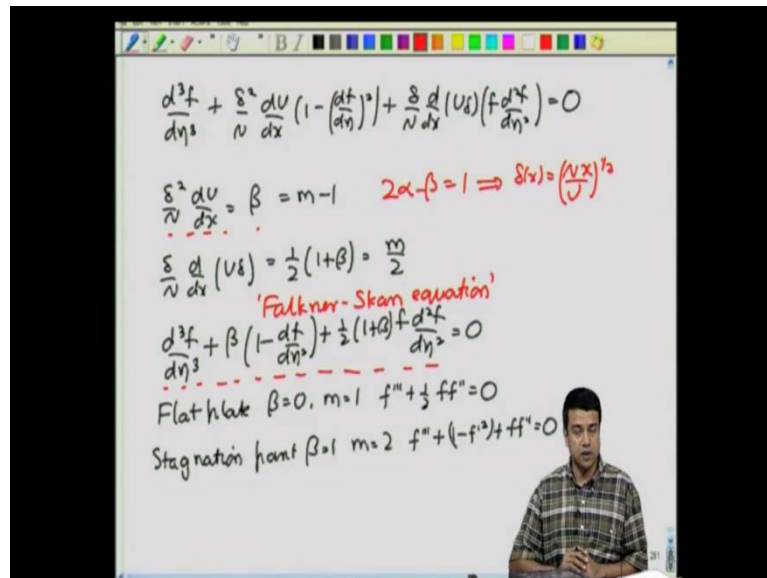 B I
d³f/dη³ + δ²/ν dU/dx (1-(df/dη)²) + δ/ν d/dx (Uδ) (f d²f/dη²) = 0
δ²/ν dU/dx = β = m-1   2α-β=1 ⟹ δ(x)=(νx/U)^1/2
δ/ν d/dx (Uδ) = 1/2 (1+β) = m/2
'Falkner-Skan equation'
d³f/dη³ + β (1-df/dη²) + 1/2 (1+β) f d²f/dη² = 0
Flat plate β=0, m=1 f''' + 1/2 ff'' = 0
Stagnation point β=1 m=2 f''' + (1-f'²) + ff'' = 0
281